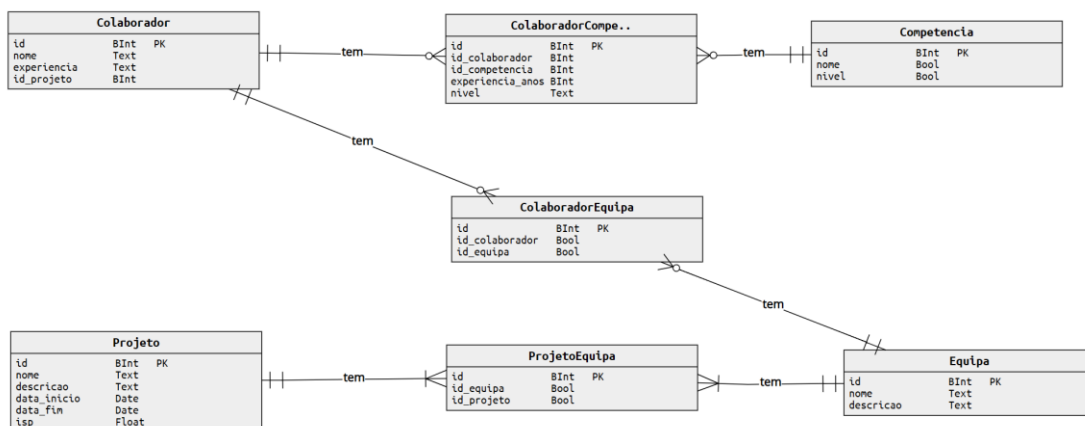 Colaborador
id BInt PK
nome Text
experiencia Text
id_projeto BInt
tem
ColaboradorCompe..
id BInt PK
id_colaborador BInt
id_competencia BInt
experiencia_anos BInt
nivel Text
tem
Competencia
id BInt PK
nome Bool
nivel Bool
tem
ColaboradorEquipa
id BInt PK
id_colaborador Bool
id_equipa Bool
tem
Projeto
id BInt PK
nome Text
descricao Text
data_inicio Date
data_fim Date
isp Float
tem
ProjetoEquipa
id BInt PK
id_equipa Bool
id_projeto Bool
tem
Equipa
id BInt PK
nome Text
descricao Text